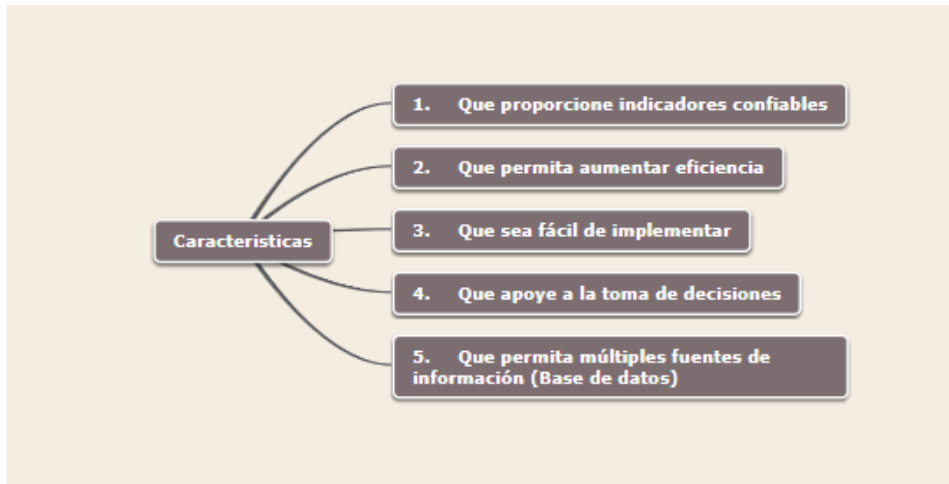 1. Que proporcione indicadores confiables
2. Que permita aumentar eficiencia
Caracteristicas
3. Que sea fácil de implementar
4. Que apoye a la toma de decisiones
5. Que permita múltiples fuentes de
información (Base de datos)